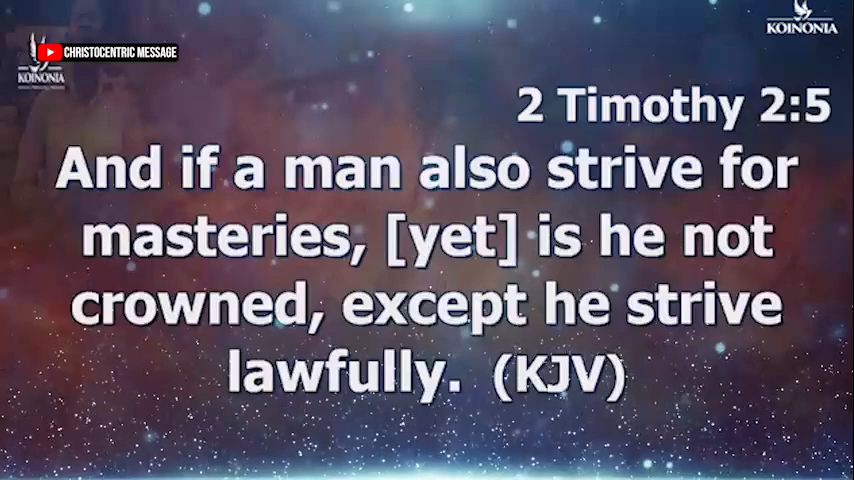 CHRISTOCENTRIC MESSAGE
KOINONIA
KOINONIA
2 Timothy 2:5
And if a man also strive for
masteries, [yet] is he not
crowned, except he strive
lawfully. (KJV)